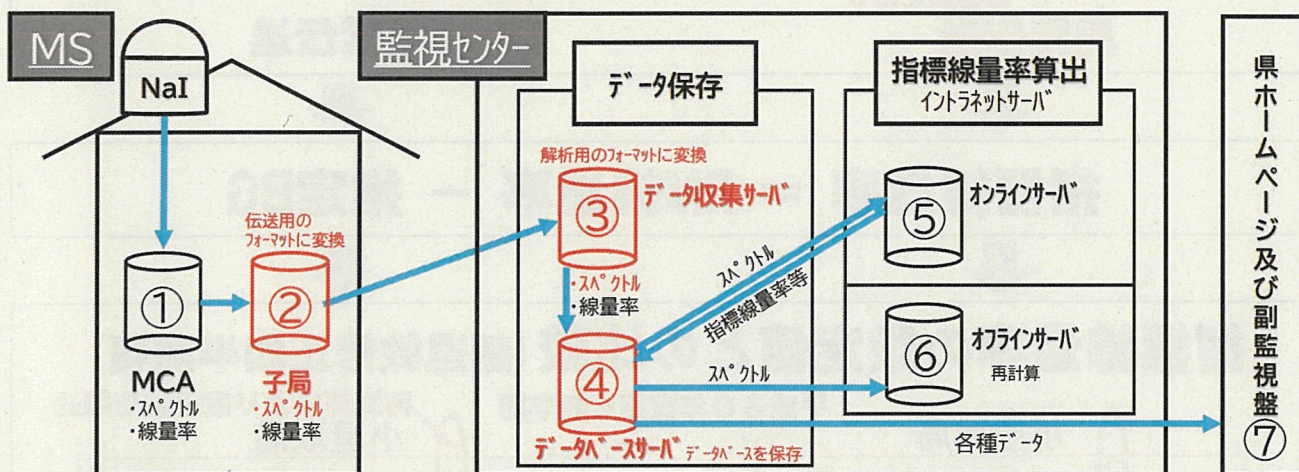 MS
NaI
伝送用の
フォーマットに変換
①
②
MCA
・スペクトル
・線量率
子局
・スペクトル
・線量率
監視センター
データ保存
解析用のフォーマットに変換
③
データ収集サーバ
・スペクトル
・線量率
④
データベースサーバ データベースを保存
スペクトル
指標線量率等
スペクトル
各種データ
指標線量率算出
イントラネットサーバ
⑤
オンラインサーバ
⑥
オフラインサーバ
再計算
県ホームページ及び副監視盤⑦